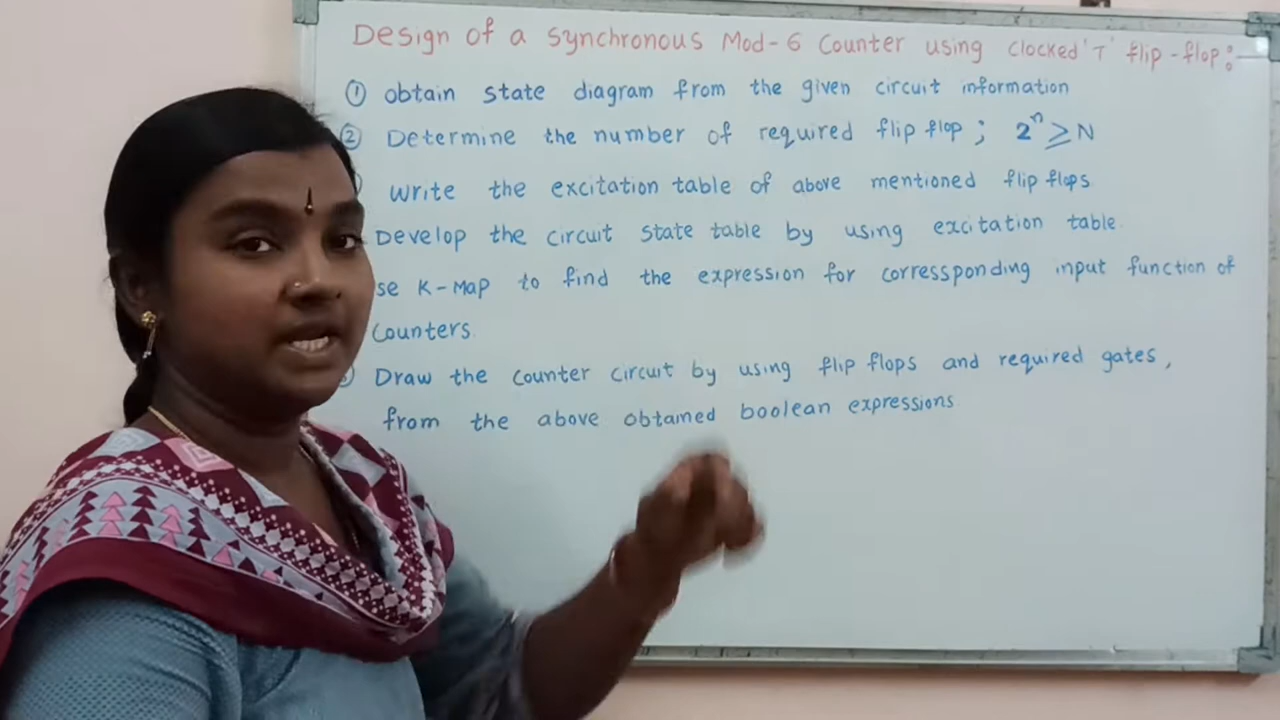 Design of a synchronous Mod-6 Counter using clocked 'T' flip-flop:
① obtain state diagram from the given circuit information
② Determine the number of required flip flop; 2ⁿ ≥ N
write the excitation table of above mentioned flip flops
Develop the circuit state table by using excitation table.
se K-Map to find the expression for corressponding input function of
counters.
Draw the counter circuit by using flip flops and required gates,
from the above obtained boolean expressions